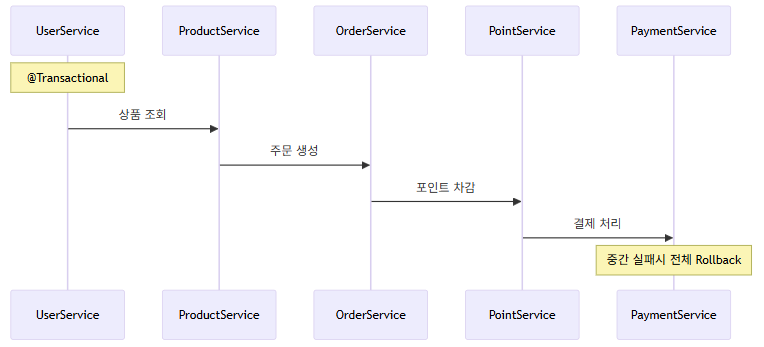 UserService
ProductService
OrderService
PointService
PaymentService
@Transactional
상품 조회
주문 생성
포인트 차감
결제 처리
중간 실패시 전체 Rollback
UserService
ProductService
OrderService
PointService
PaymentService